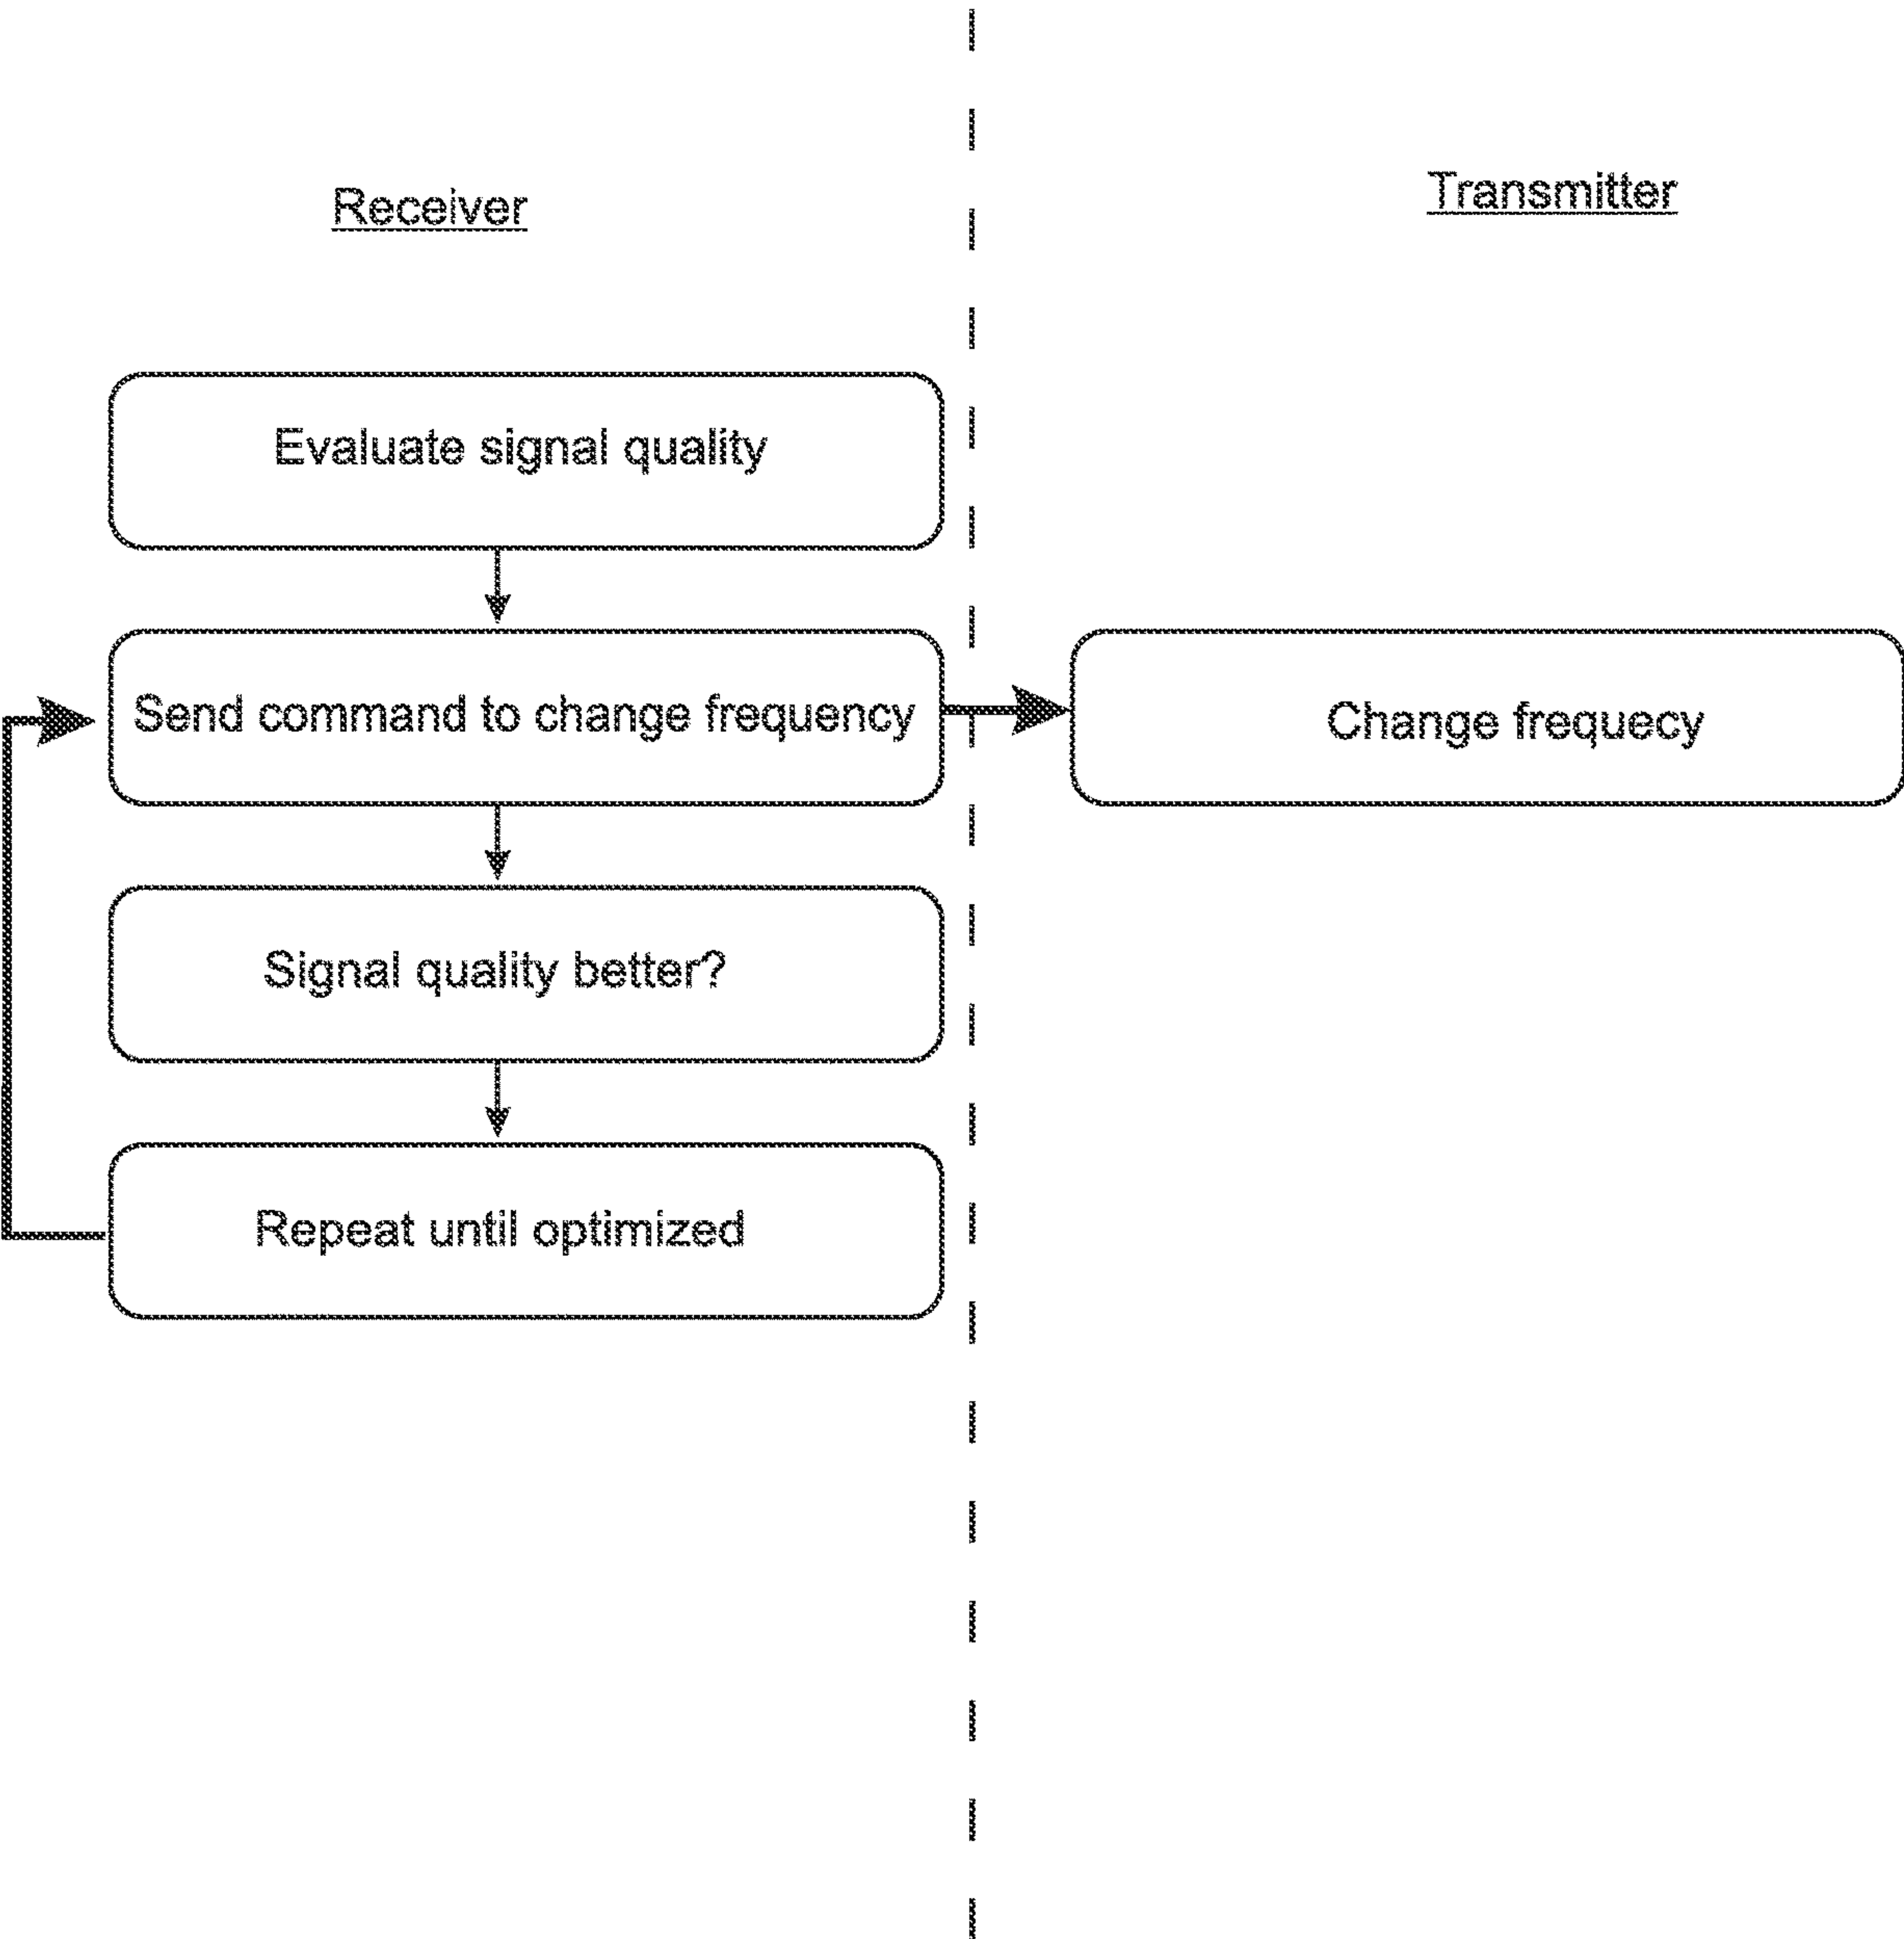 Receiver
Transmitter
Evaluate signal quality
Send command to change frequency
Change frequecy
Signal quality better?
Repeat until optimized